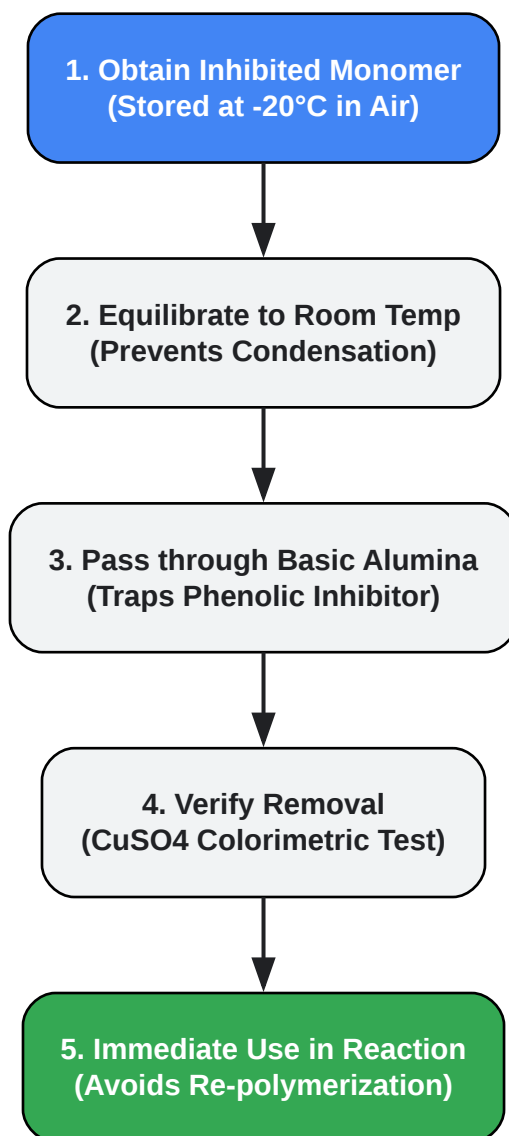 1. Obtain Inhibited Monomer
(Stored at -20°C in Air)
2. Equilibrate to Room Temp
(Prevents Condensation)
3. Pass through Basic Alumina
(Traps Phenolic Inhibitor)
4. Verify Removal
(CuSO4 Colorimetric Test)
5. Immediate Use in Reaction
(Avoids Re-polymerization)